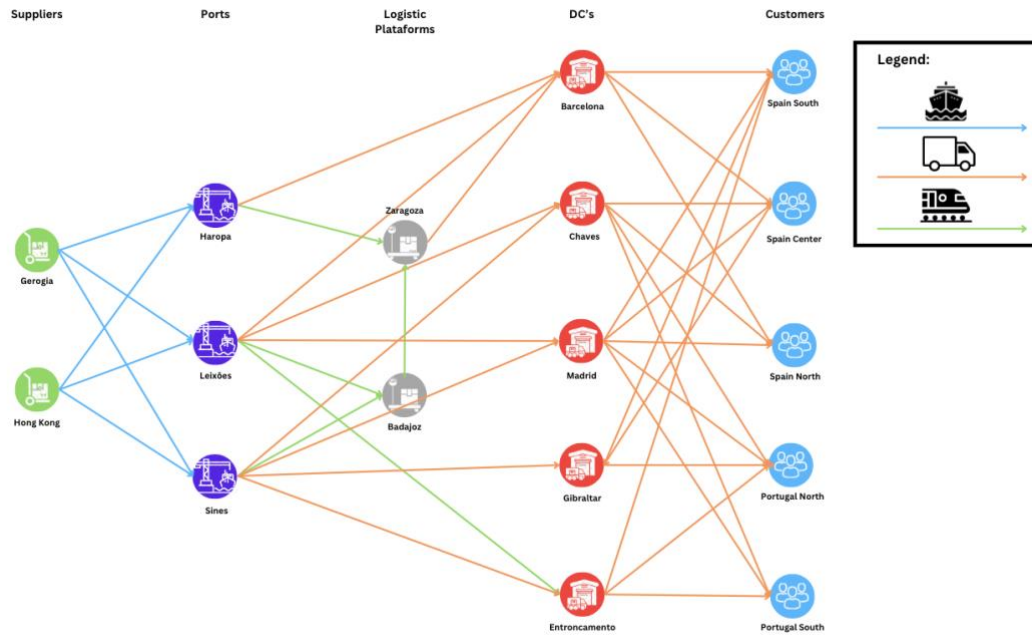 Suppliers
Ports
Logistic
Plataforms
DC's
Customers
Legend:
Barcelona
Spain South
Zaragoza
Haropa
Chaves
Spain Center
Gerogia
Leixões
Madrid
Spain North
Hong Kong
Badajoz
Gibraltar
Portugal North
Sines
Entroncamento
Portugal South